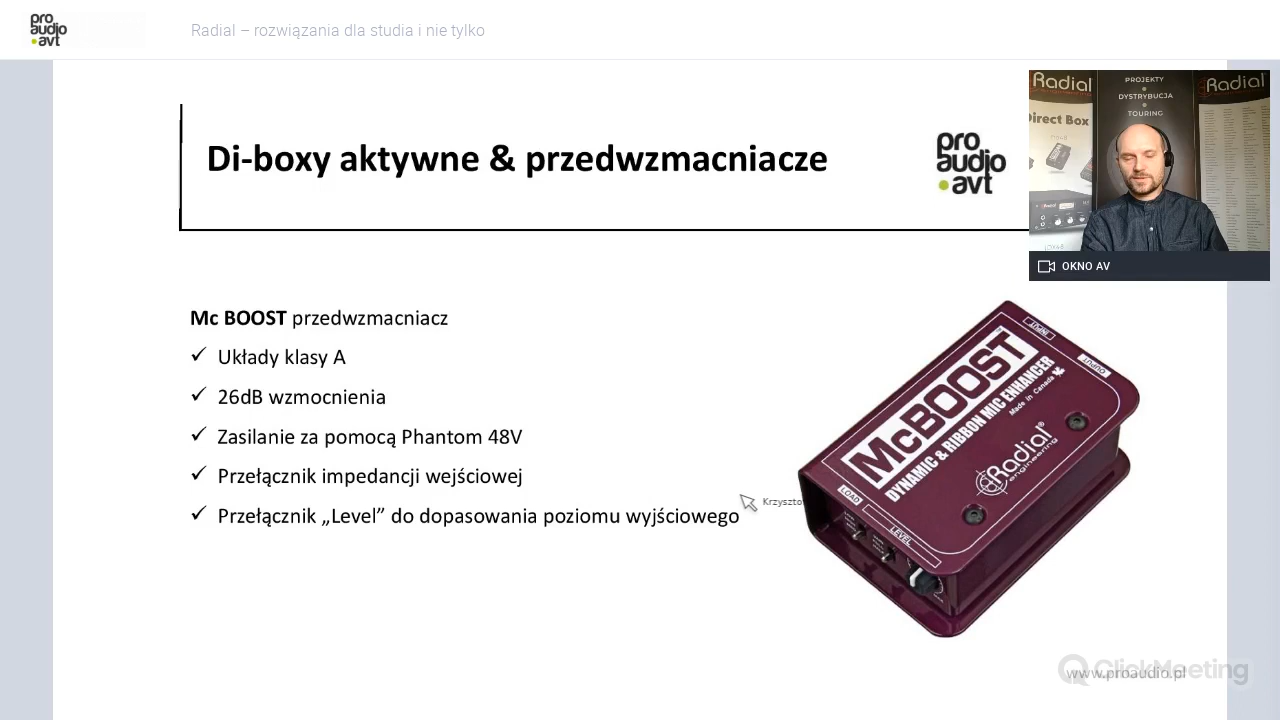 pro
audio
.avt
Radial – rozwiązania dla studia i nie tylko
Di-boxy aktywne & przedwzmacniacze
pro
audio
.avt
Radial
PROJEKTY
DYSTRYBUCJA
TOURING
Radial
Direct Box
OKNO AV
Mc BOOST przedwzmacniacz
✓ Układy klasy A
✓ 26dB wzmocnienia
✓ Zasilanie za pomocą Phantom 48V
✓ Przełącznik impedancji wejściowej
✓ Przełącznik „Level” do dopasowania poziomu wyjściowego
Krzyszto
INPUT
OUTPUT
McBOOST™
DYNAMIC & RIBBON MIC ENHANCER
Made in Canada
Radial®
engineering
LOAD
LEVEL
ClickMeeting
www.proaudio.pl